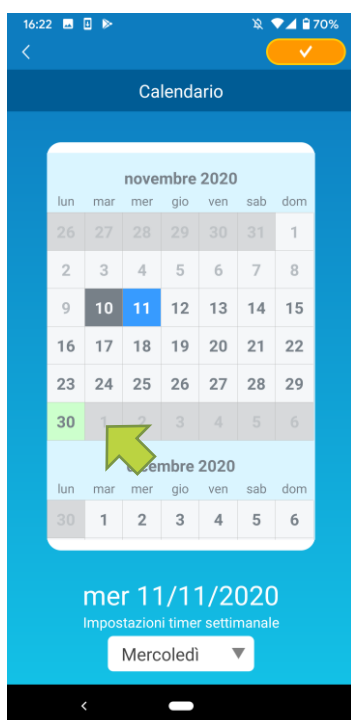 16:22 70%
Calendario
novembre 2020
lun mar mer gio ven sab dom
26 27 28 29 30 31 1
2 3 4 5 6 7 8
9 10 11 12 13 14 15
16 17 18 19 20 21 22
23 24 25 26 27 28 29
30 1 2 3 4 5 6
dicembre 2020
lun mar mer gio ven sab dom
30 1 2 3 4 5 6
mer 11/11/2020
Impostazioni timer settimanale
Mercoledì